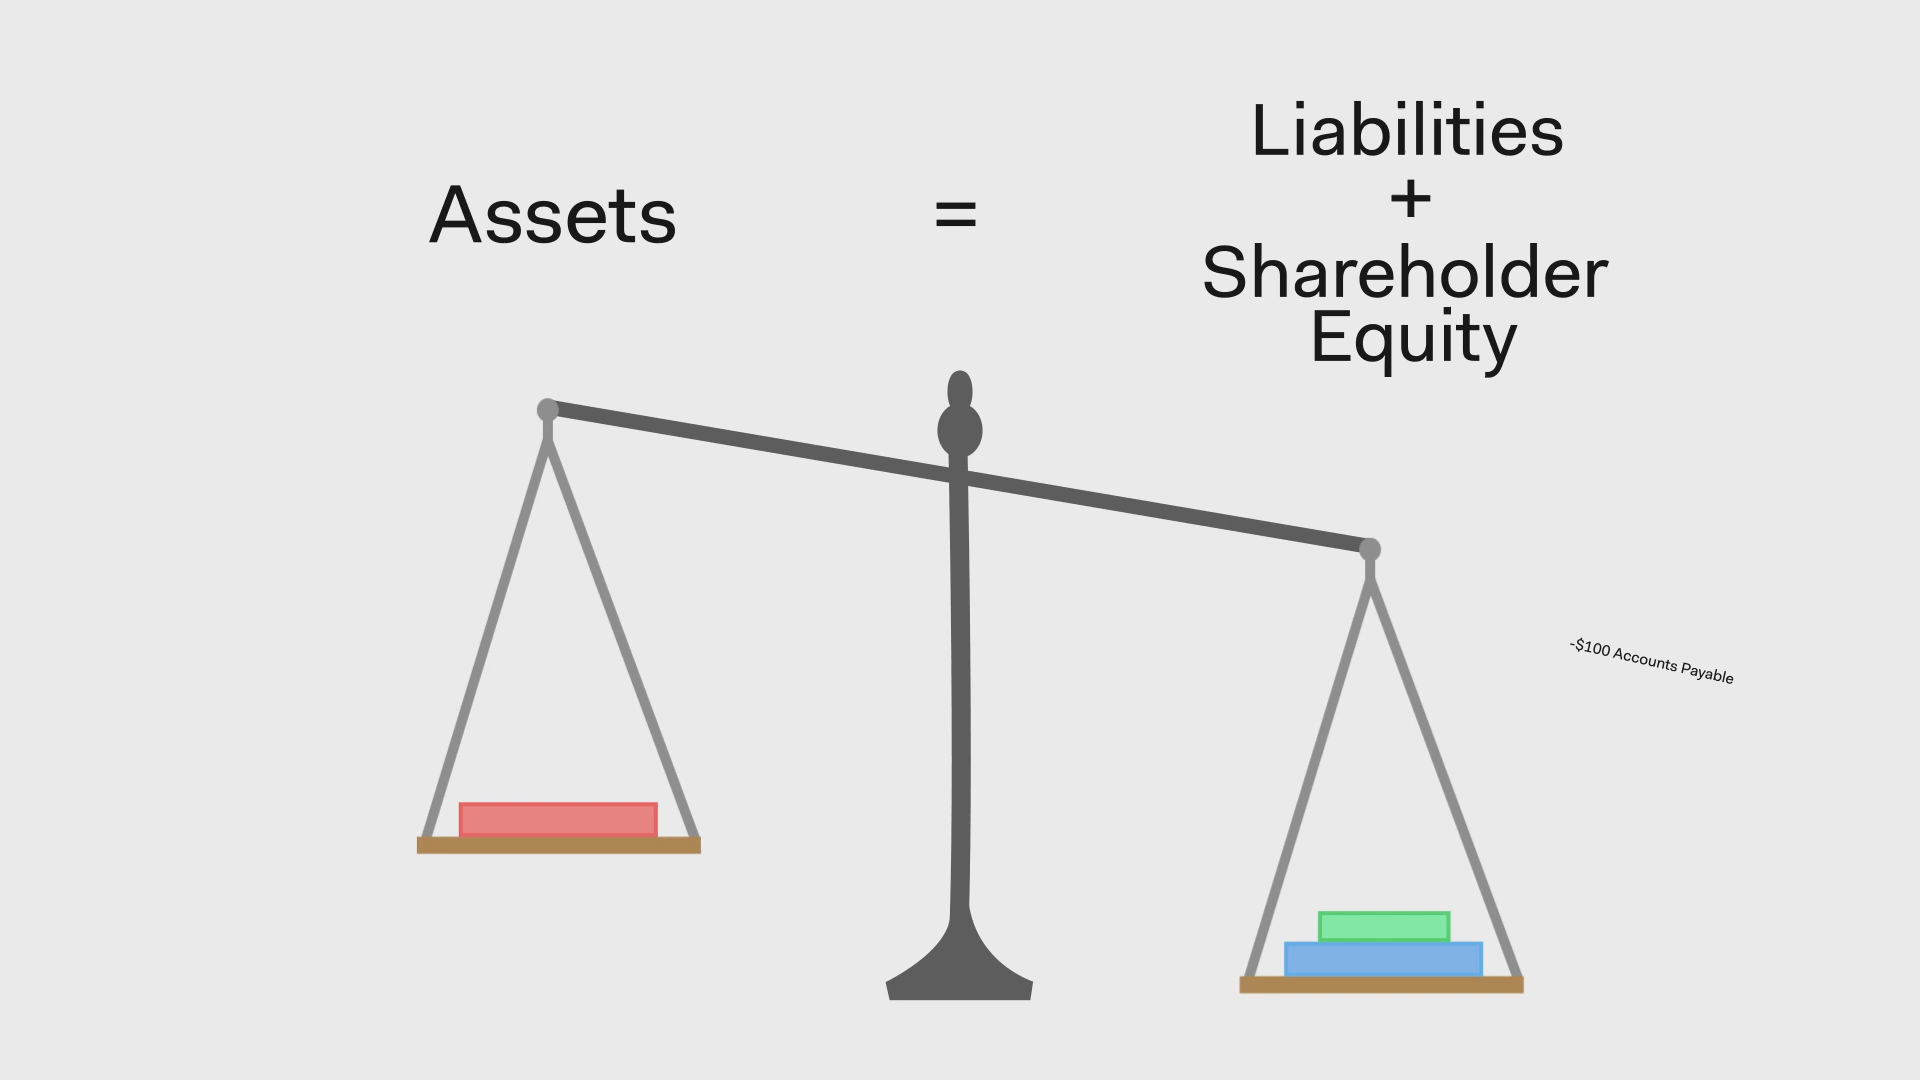 Assets
=
Liabilities
+
Shareholder
Equity
-$100 Accounts Payable